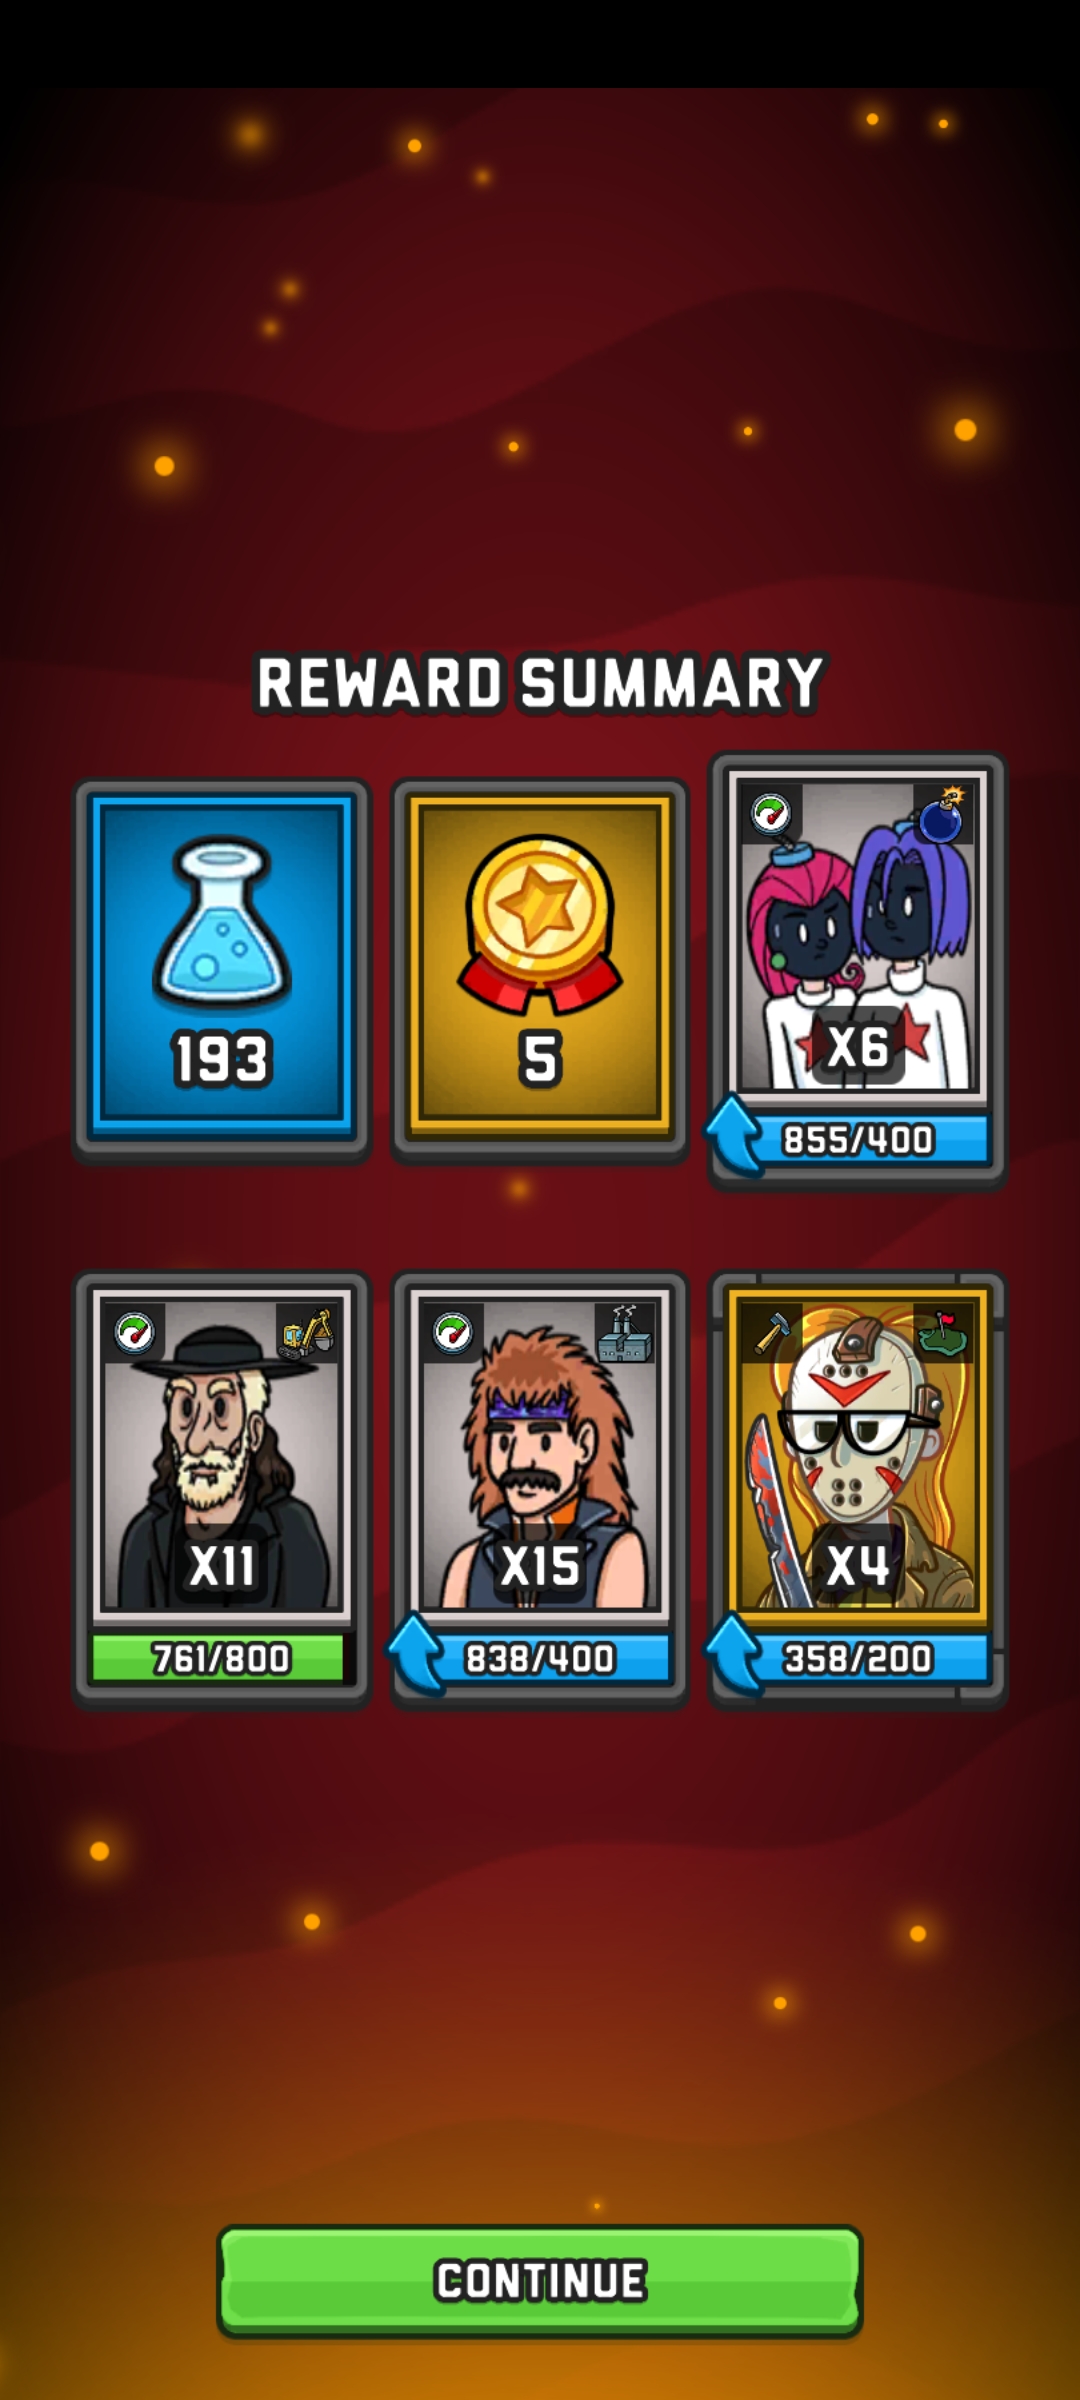 REWARD SUMMARY
193
5
X6
855/400
X11
761/800
X15
838/400
X4
358/200
CONTINUE